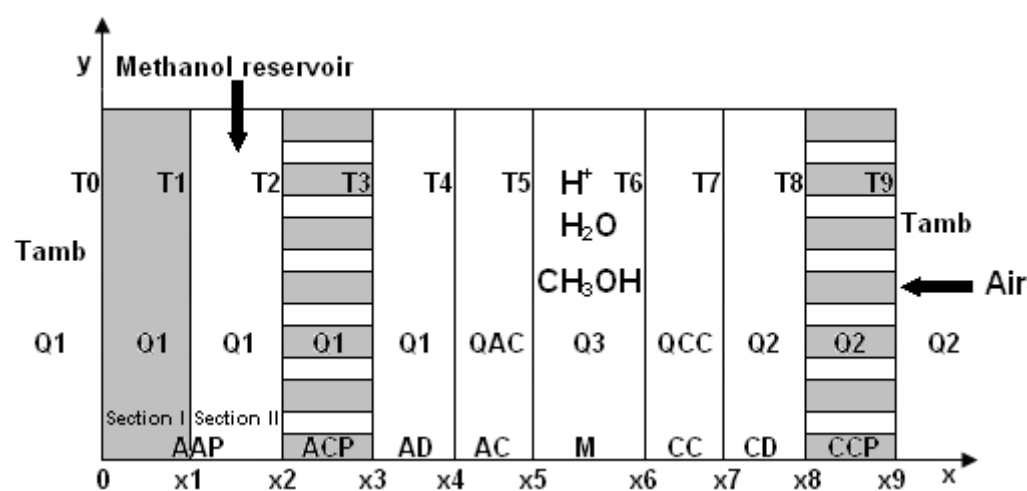 y Methanol reservoir
T0 T1 T2 T3 T4 T5 H⁺ T6 T7 T8 T9
H₂O
Tamb Tamb
CH₃OH Air
Q1 Q1 Q1 Q1 Q1 QAC Q3 QCC Q2 Q2 Q2
Section I Section II
AAP ACP AD AC M CC CD CCP
0 x1 x2 x3 x4 x5 x6 x7 x8 x9 x